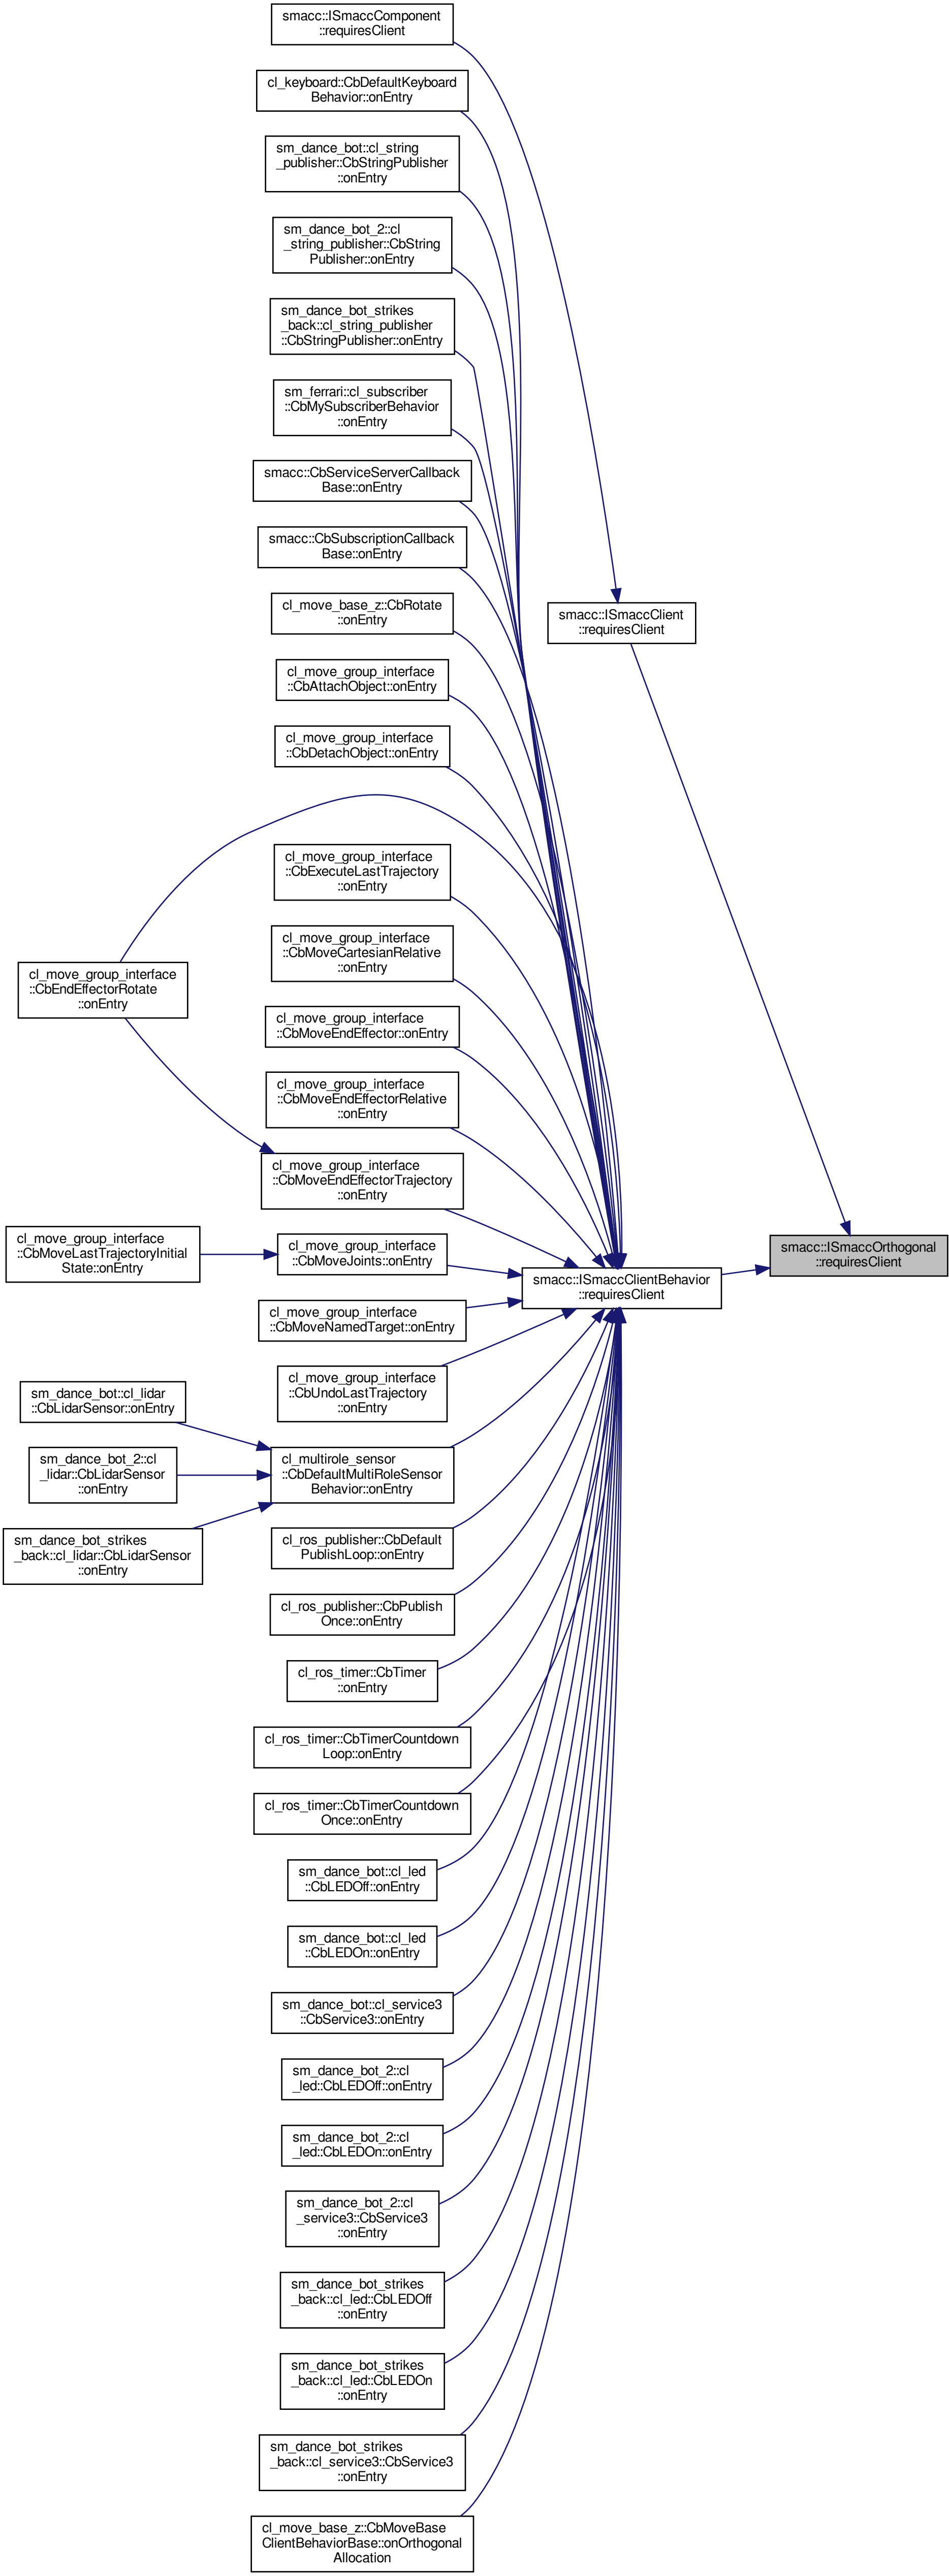 smacc::ISmaccComponent
::requiresClient
cl_keyboard::CbDefaultKeyboard
Behavior::onEntry
sm_dance_bot::cl_string
_publisher::CbStringPublisher
::onEntry
sm_dance_bot_2::cl
_string_publisher::CbString
Publisher::onEntry
sm_dance_bot_strikes
_back::cl_string_publisher
::CbStringPublisher::onEntry
sm_ferrari::cl_subscriber
::CbMySubscriberBehavior
::onEntry
smacc::CbServiceServerCallback
Base::onEntry
smacc::CbSubscriptionCallback
Base::onEntry
cl_move_base_z::CbRotate
::onEntry
smacc::ISmaccClient
::requiresClient
cl_move_group_interface
::CbAttachObject::onEntry
cl_move_group_interface
::CbDetachObject::onEntry
cl_move_group_interface
::CbExecuteLastTrajectory
::onEntry
cl_move_group_interface
::CbMoveCartesianRelative
::onEntry
cl_move_group_interface
::CbEndEffectorRotate
::onEntry
cl_move_group_interface
::CbMoveEndEffector::onEntry
cl_move_group_interface
::CbMoveEndEffectorRelative
::onEntry
cl_move_group_interface
::CbMoveEndEffectorTrajectory
::onEntry
cl_move_group_interface
::CbMoveLastTrajectoryInitial
State::onEntry
cl_move_group_interface
::CbMoveJoints::onEntry
smacc::ISmaccOrthogonal
::requiresClient
smacc::ISmaccClientBehavior
::requiresClient
cl_move_group_interface
::CbMoveNamedTarget::onEntry
cl_move_group_interface
::CbUndoLastTrajectory
::onEntry
sm_dance_bot::cl_lidar
::CbLidarSensor::onEntry
sm_dance_bot_2::cl
_lidar::CbLidarSensor
::onEntry
cl_multirole_sensor
::CbDefaultMultiRoleSensor
Behavior::onEntry
sm_dance_bot_strikes
_back::cl_lidar::CbLidarSensor
::onEntry
cl_ros_publisher::CbDefault
PublishLoop::onEntry
cl_ros_publisher::CbPublish
Once::onEntry
cl_ros_timer::CbTimer
::onEntry
cl_ros_timer::CbTimerCountdown
Loop::onEntry
cl_ros_timer::CbTimerCountdown
Once::onEntry
sm_dance_bot::cl_led
::CbLEDOff::onEntry
sm_dance_bot::cl_led
::CbLEDOn::onEntry
sm_dance_bot::cl_service3
::CbService3::onEntry
sm_dance_bot_2::cl
_led::CbLEDOff::onEntry
sm_dance_bot_2::cl
_led::CbLEDOn::onEntry
sm_dance_bot_2::cl
_service3::CbService3
::onEntry
sm_dance_bot_strikes
_back::cl_led::CbLEDOff
::onEntry
sm_dance_bot_strikes
_back::cl_led::CbLEDOn
::onEntry
sm_dance_bot_strikes
_back::cl_service3::CbService3
::onEntry
cl_move_base_z::CbMoveBase
ClientBehaviorBase::onOrthogonal
Allocation